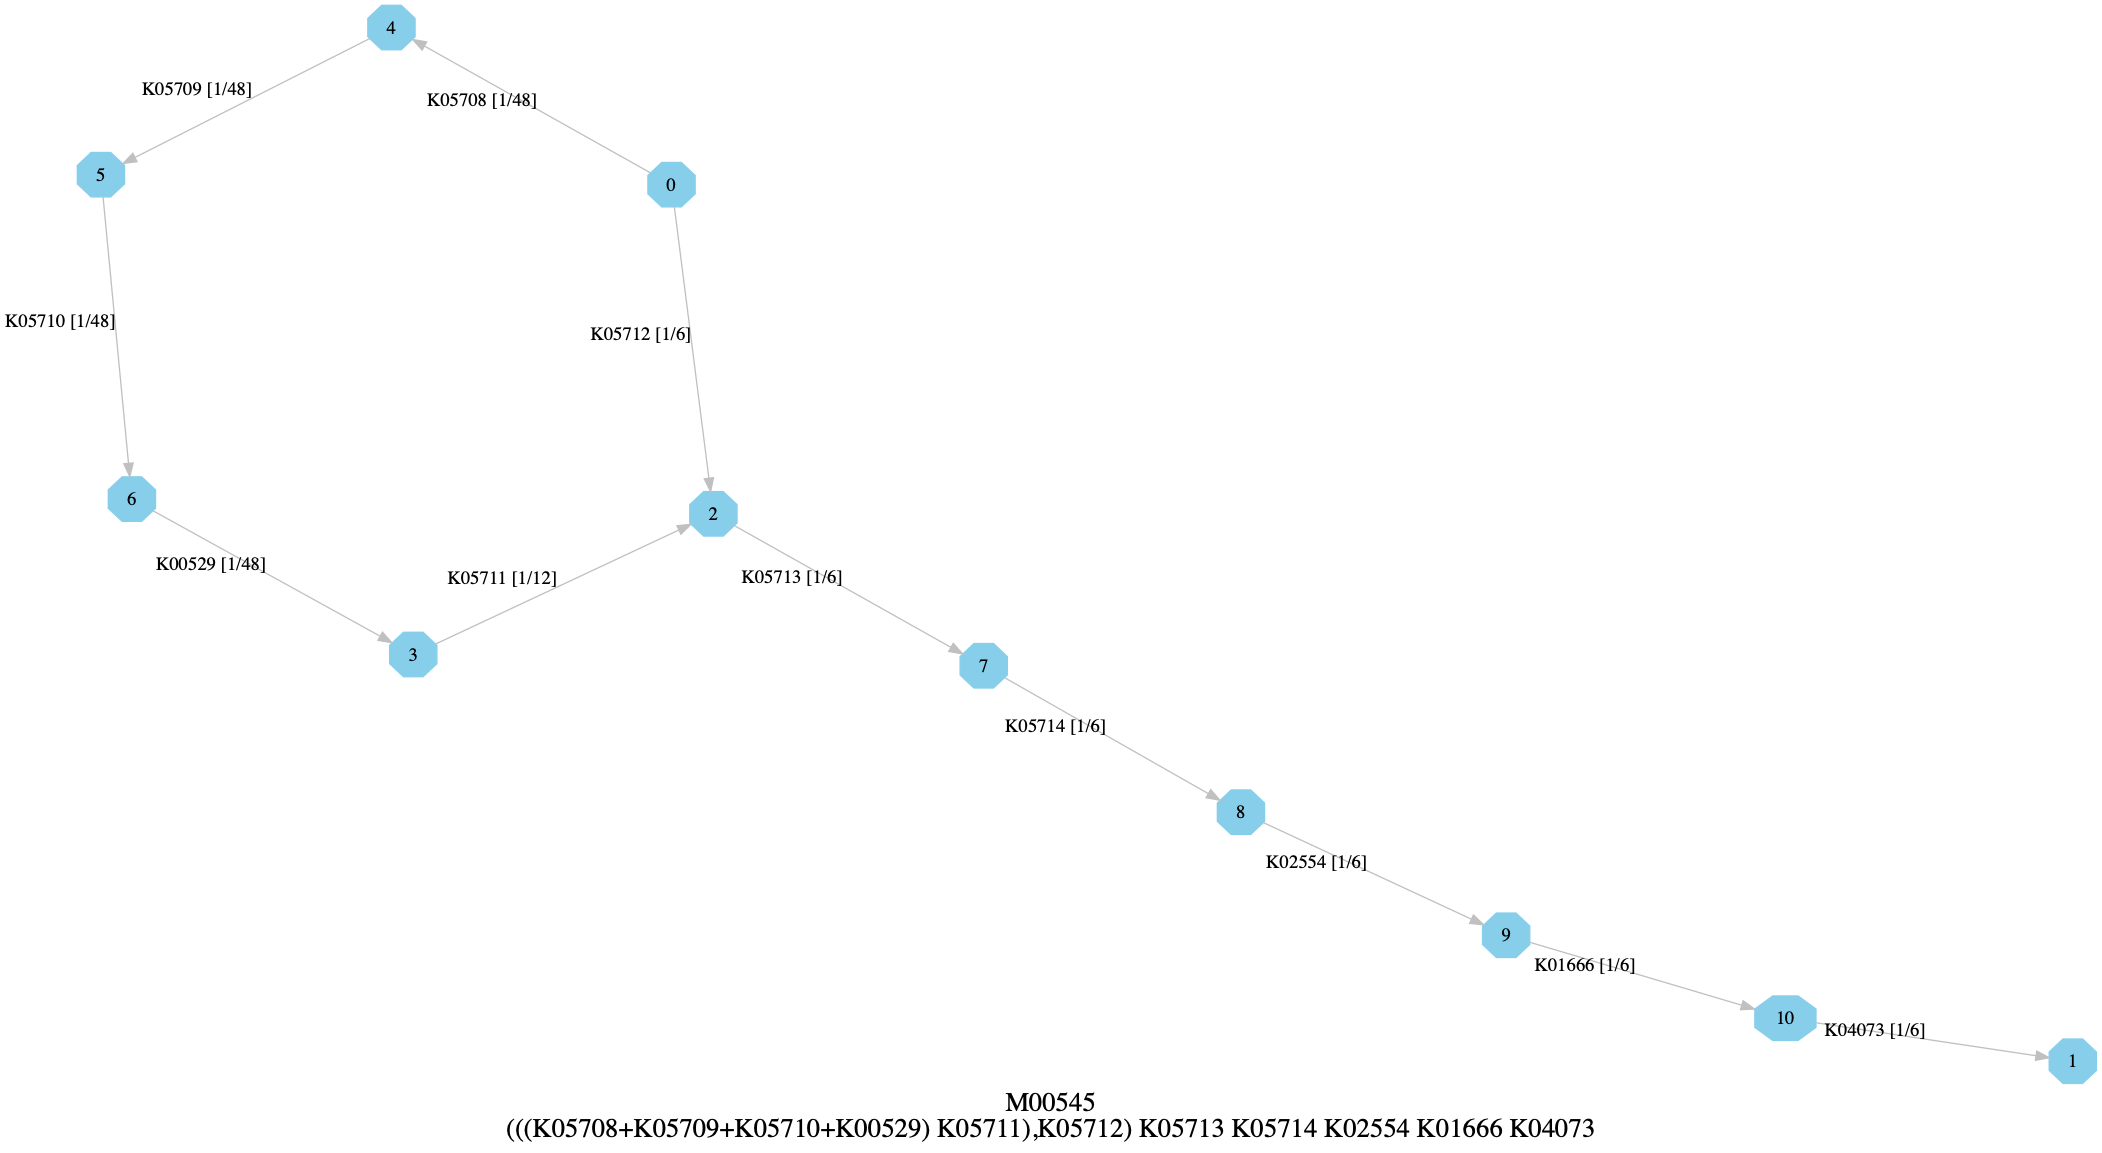 4
K05709 [1/48]
K05708 [1/48]
5
0
K05710 [1/48]
K05712 [1/6]
6
2
K00529 [1/48]
K05711 [1/12]
K05713 [1/6]
3
7
K05714 [1/6]
8
K02554 [1/6]
9
K01666 [1/6]
10
K04073 [1/6]
1
M00545
(((K05708+K05709+K05710+K00529) K05711),K05712) K05713 K05714 K02554 K01666 K04073